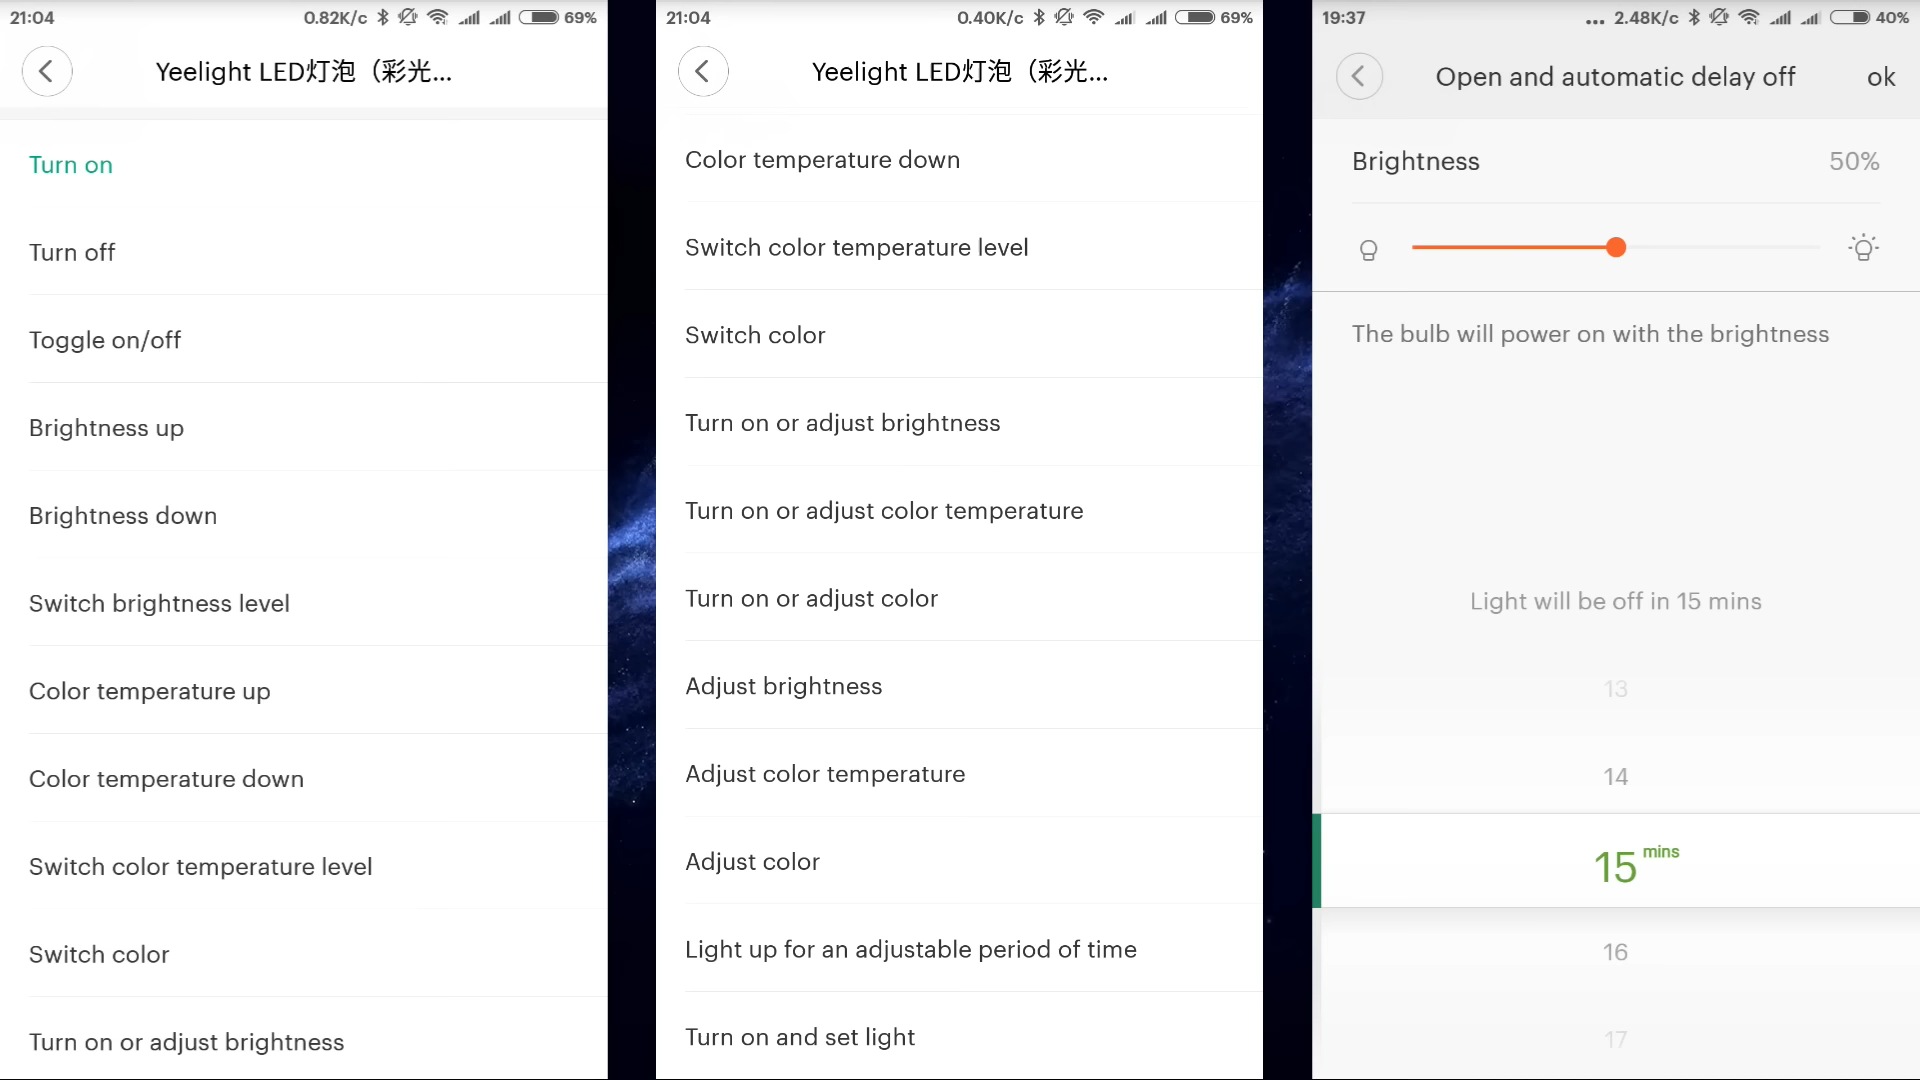 21:04
0.82K/c
69%
Yeelight LED灯泡（彩光...
Turn on
Turn off
Toggle on/off
Brightness up
Brightness down
Switch brightness level
Color temperature up
Color temperature down
Switch color temperature level
Switch color
Turn on or adjust brightness
21:04
0.40K/c
69%
Yeelight LED灯泡（彩光...
Color temperature down
Switch color temperature level
Switch color
Turn on or adjust brightness
Turn on or adjust color temperature
Turn on or adjust color
Adjust brightness
Adjust color temperature
Adjust color
Light up for an adjustable period of time
Turn on and set light
19:37
... 2.48K/c
40%
Open and automatic delay off
ok
Brightness
50%
The bulb will power on with the brightness
Light will be off in 15 mins
13
14
15 mins
16
17